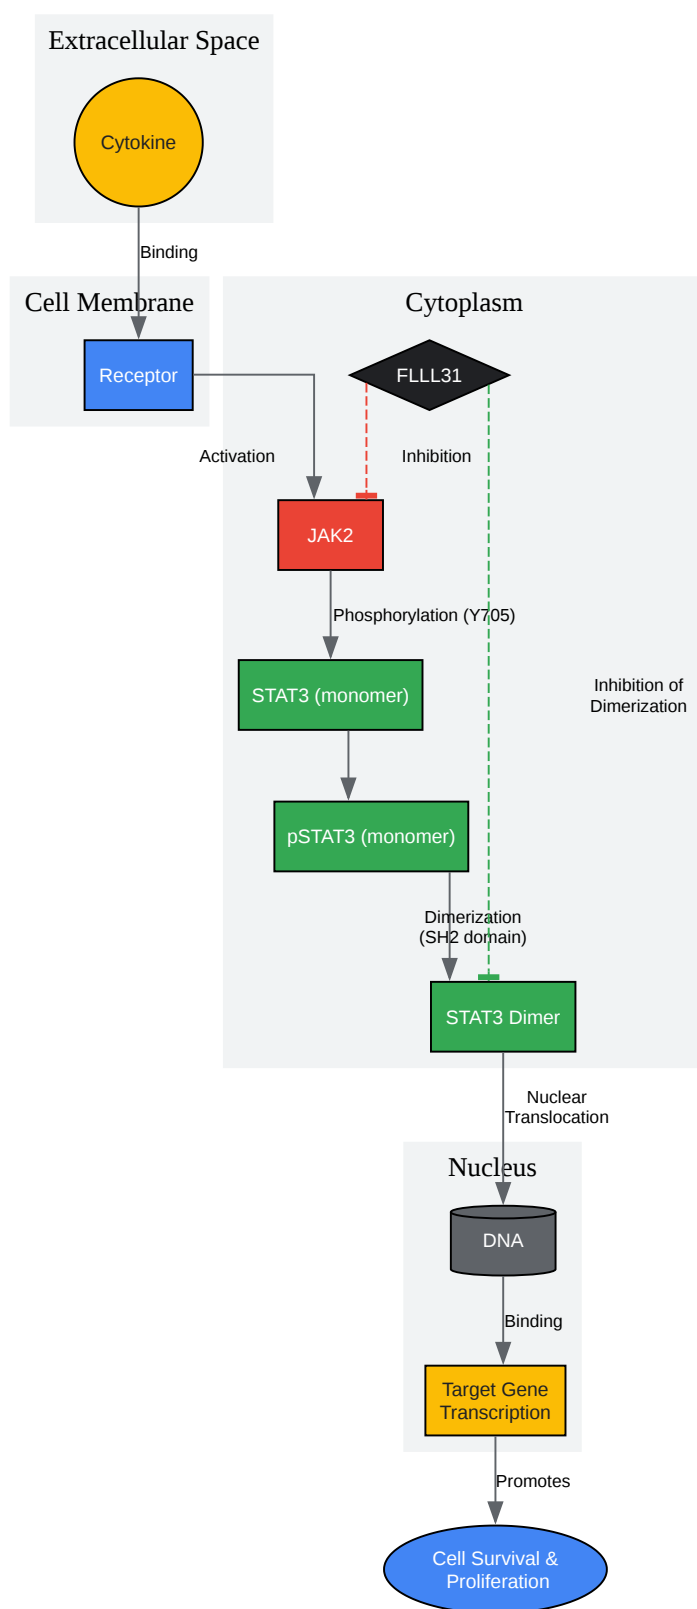 Extracellular Space
Cytokine
Binding
Cell Membrane
Cytoplasm
Receptor
FLLL31
Activation
Inhibition
JAK2
Phosphorylation (Y705)
STAT3 (monomer)
Inhibition of
Dimerization
pSTAT3 (monomer)
Dimerization
(SH2 domain)
STAT3 Dimer
Nuclear
Translocation
Nucleus
DNA
Binding
Target Gene
Transcription
Promotes
Cell Survival &
Proliferation